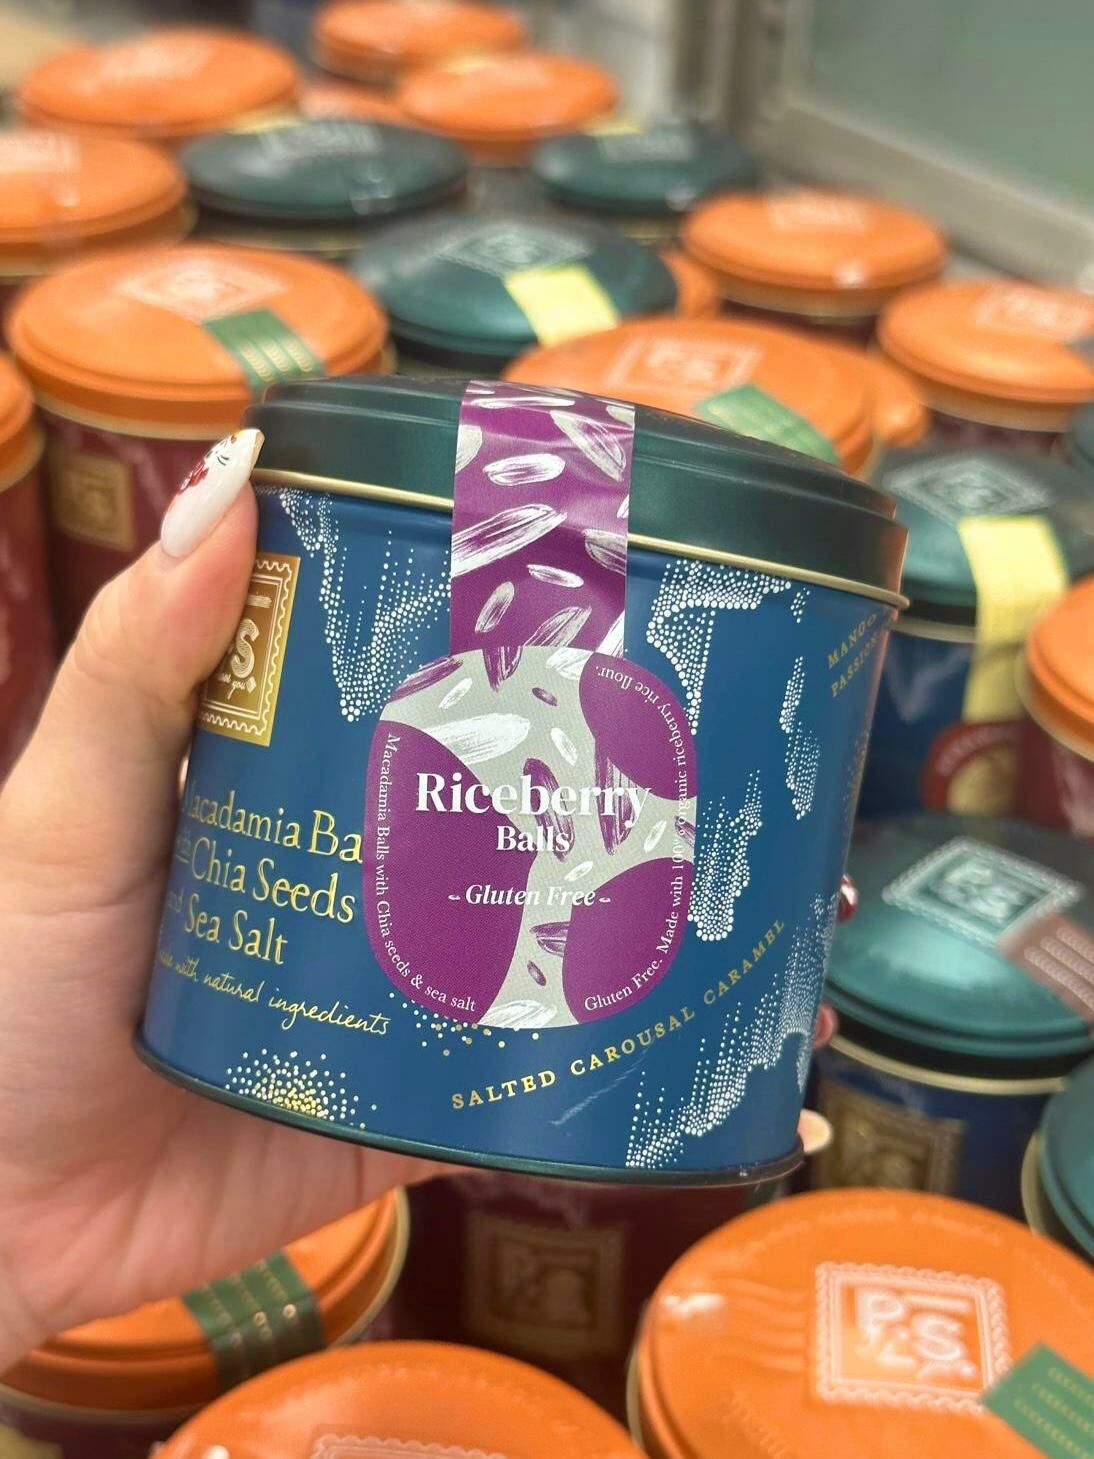 Riceberry
Balls
Gluten Free
Macadamia Balls with Chia seeds & sea salt
Gluten Free. Made with 100% organic riceberry rice flour.
Macadamia Ba
Chia Seeds
Sea Salt
with natural ingredients
SALTED CAROUSAL CARAMEL
MANGO
PASSION
.S.
P.S.